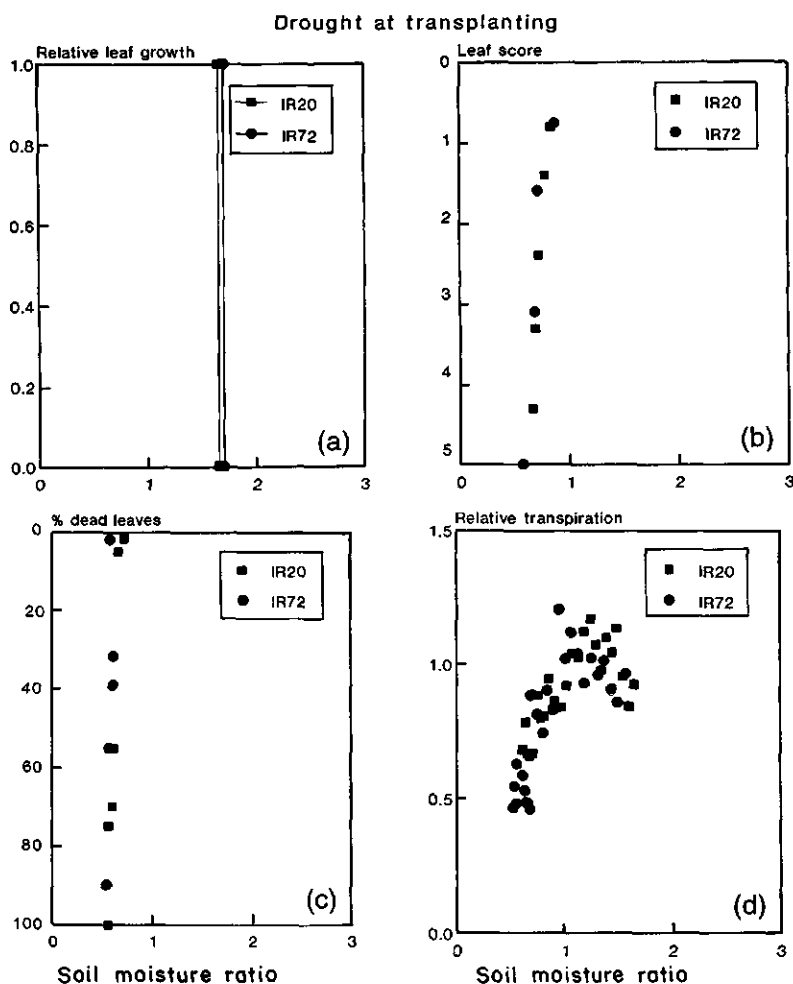 Drought at transplanting
Relative leaf growth
1.0
0.8
0.6
0.4
0.2
0.0
0 1 2 3
IR20
IR72
(a)
Leaf score
0
1
2
3
4
5
0 1 2 3
IR20
IR72
(b)
% dead leaves
0
20
40
60
80
100
0 1 2 3
IR20
IR72
(c)
Soil moisture ratio
Relative transpiration
1.5
1.0
0.5
0.0
0 1 2 3
IR20
IR72
(d)
Soil moisture ratio